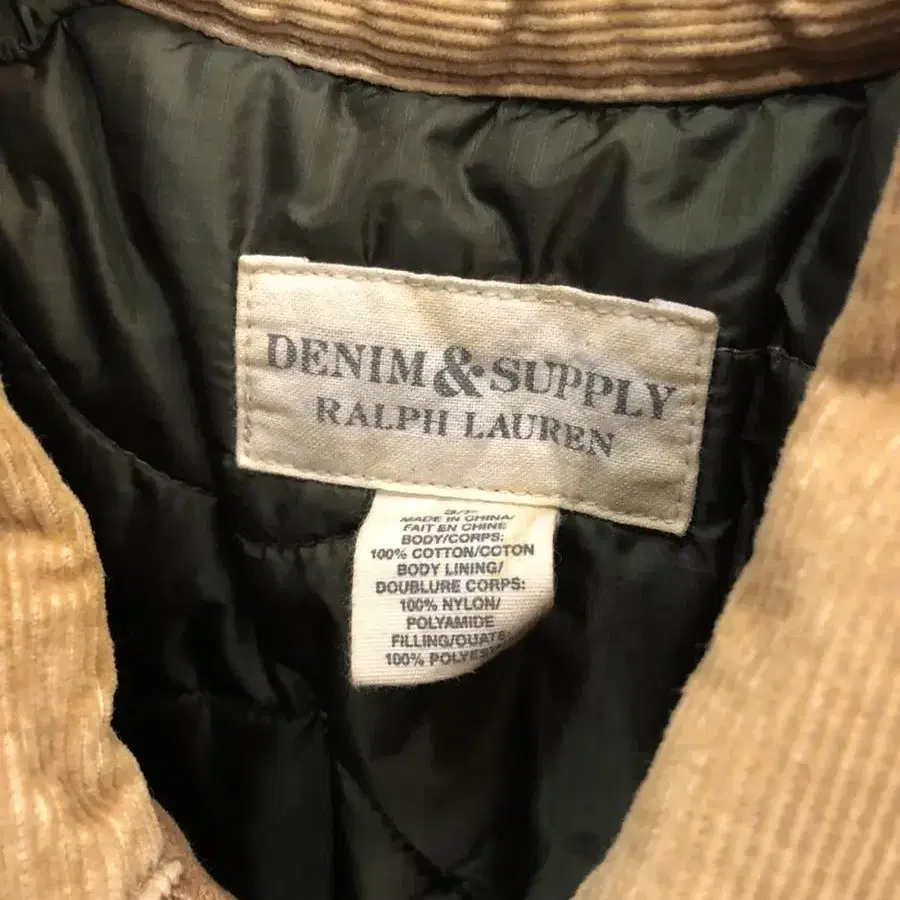 DENIM & SUPPLY
RALPH LAUREN
MADE IN CHINA/
FAIT EN CHINE
BODY/CORPS:
100% COTTON/COTON
BODY LINING/
DOUBLURE CORPS:
100% NYLON/
POLYAMIDE
FILLING/OUATE
100%